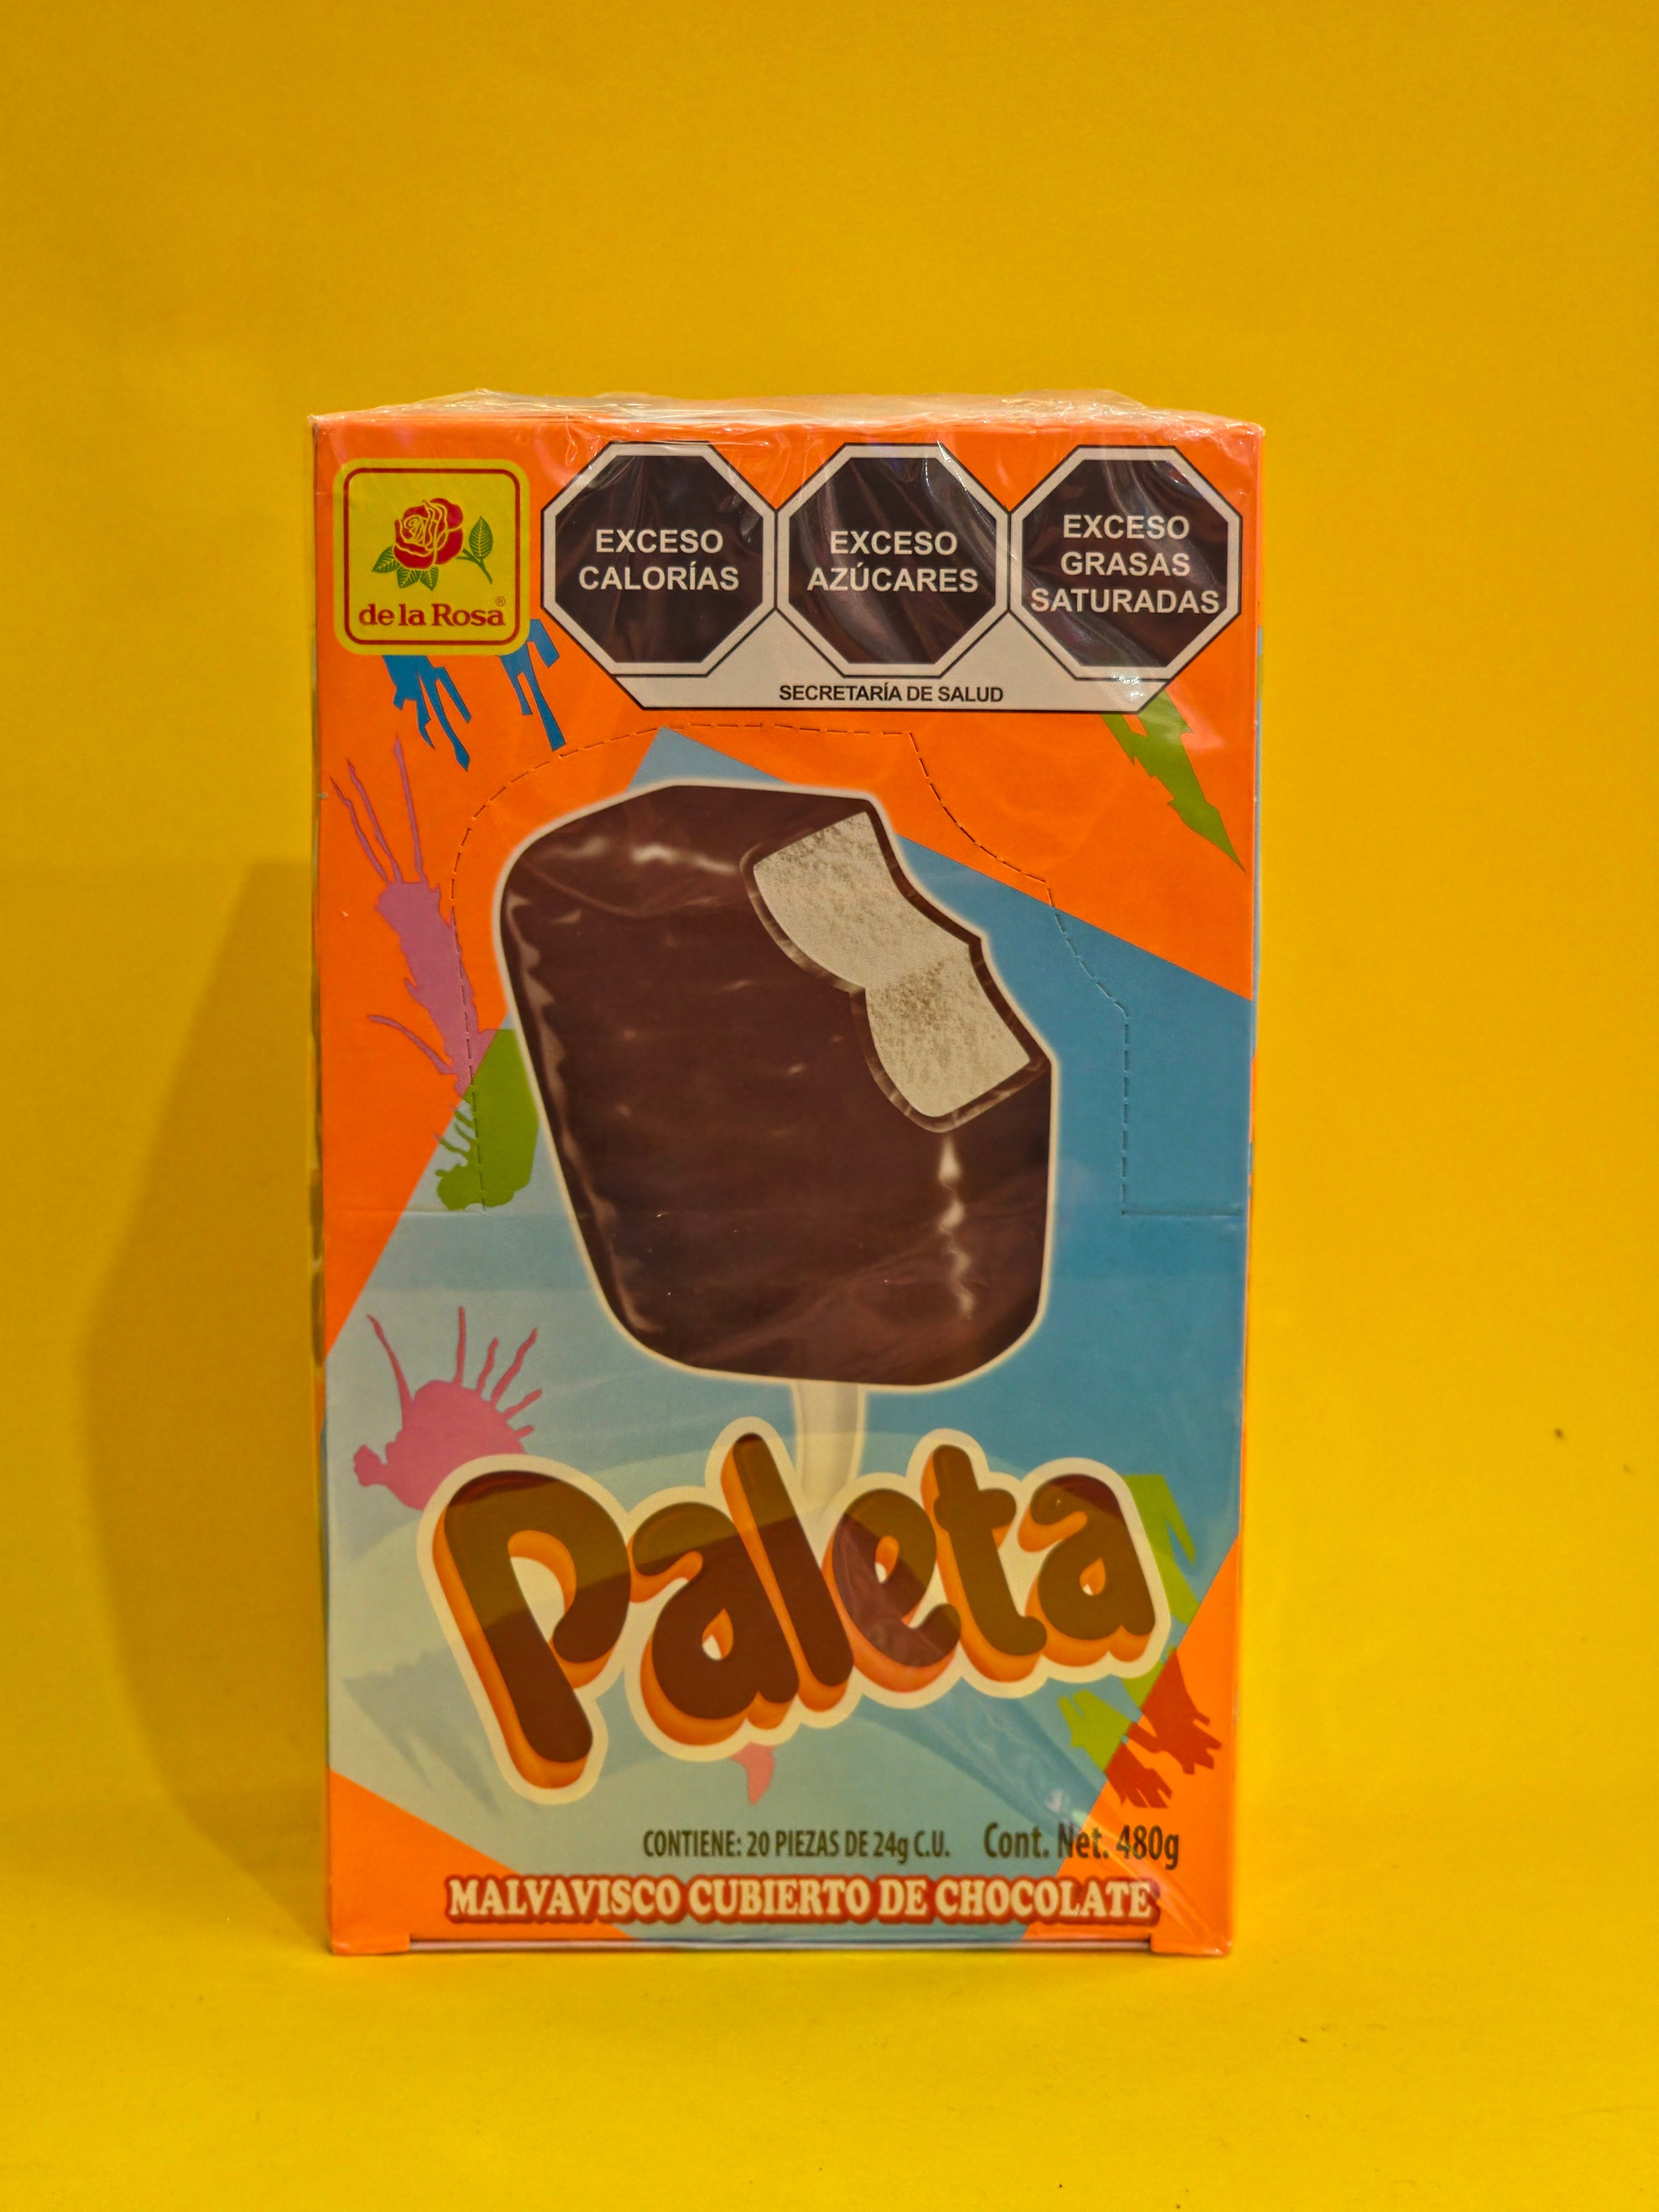 de la Rosa®
EXCESO
CALORÍAS
EXCESO
AZÚCARES
EXCESO
GRASAS
SATURADAS
SECRETARÍA DE SALUD
Paleta
CONTIENE: 20 PIEZAS DE 24g C.U. Cont. Net. 480g
MALVAVISCO CUBIERTO DE CHOCOLATE